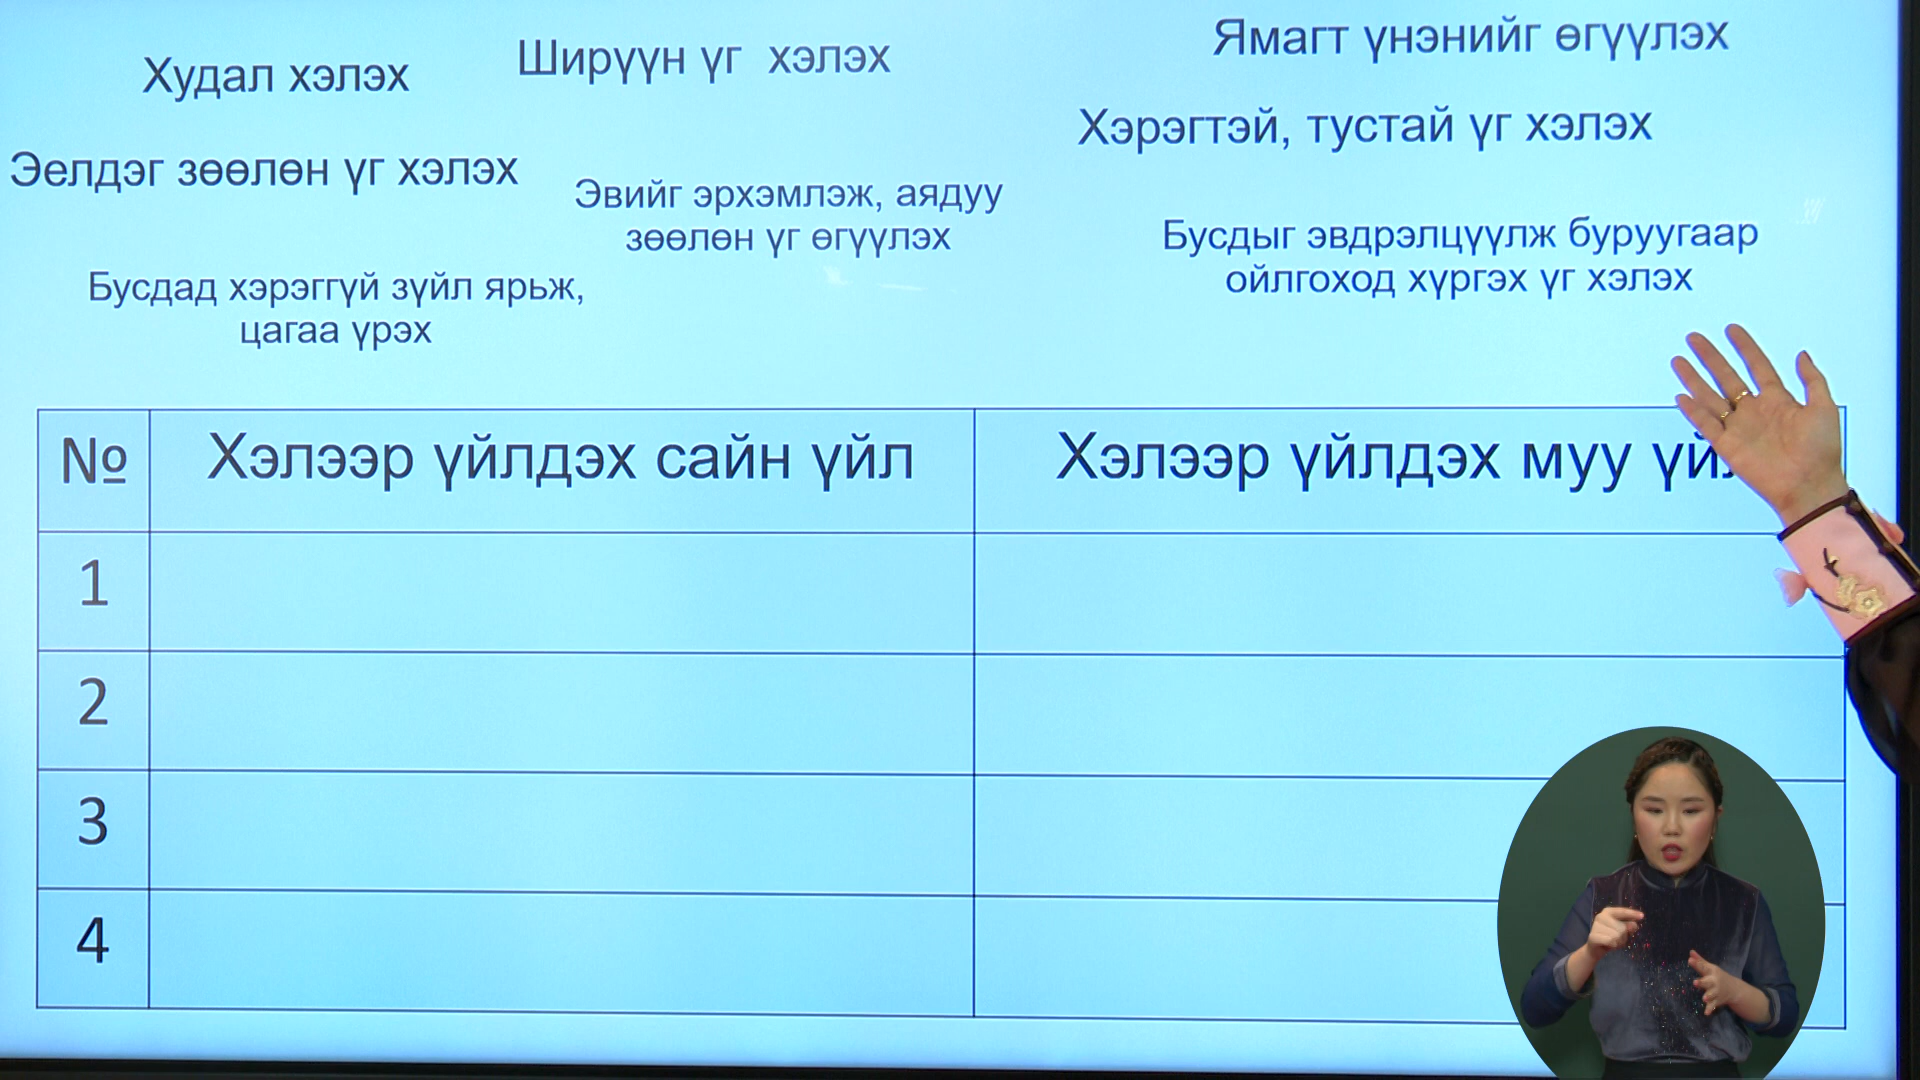 Худал хэлэх
Ширүүн үг хэлэх
Ямагт үнэнийг өгүүлэх
Хэрэгтэй, тустай үг хэлэх
Эелдэг зөөлөн үг хэлэх
Эвийг эрхэмлэж, аядуу
зөөлөн үг өгүүлэх
Бусдыг эвдрэлцүүлж буруугаар
ойлгоход хүргэх үг хэлэх
Бусдад хэрэггүй зүйл ярьж,
цагаа үрэх
№ Хэлээр үйлдэх сайн үйл Хэлээр үйлдэх муу үйл
1
2
3
4